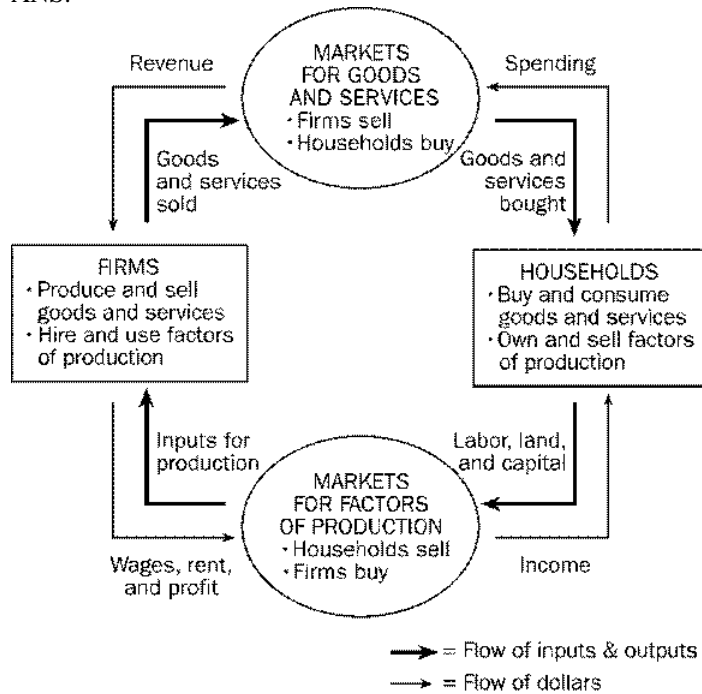 ANS:
MARKETS
FOR GOODS
AND SERVICES
• Firms sell
• Households buy
Revenue
Spending
Goods
and services
sold
Goods and
services
bought
FIRMS
• Produce and sell
goods and services
• Hire and use factors
of production
HOUSEHOLDS
• Buy and consume
goods and services
• Own and sell factors
of production
Inputs for
production
Labor, land,
and capital
MARKETS
FOR FACTORS
OF PRODUCTION
• Households sell
• Firms buy
Wages, rent,
and profit
Income
= Flow of inputs & outputs
= Flow of dollars